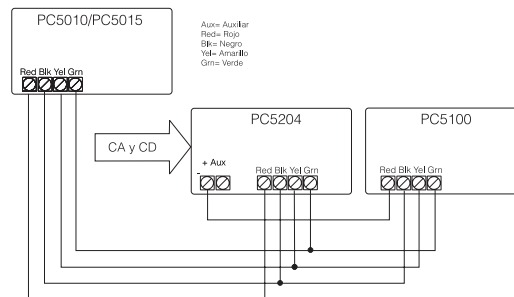 PC5010/PC5015
Aux= Auxiliar
Red= Rojo
Blk= Negro
Yel= Amarillo
Grn= Verde
Red Blk Yel Grn
CA y CD
PC5204
+ Aux
-
Red Blk Yel Grn
PC5100
Red Blk Yel Grn